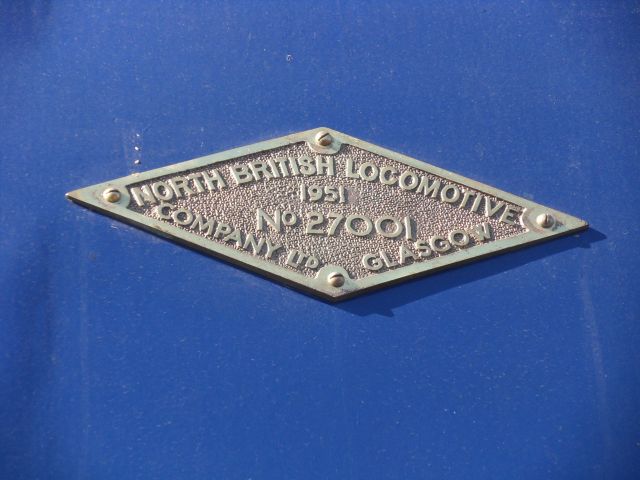 NORTH BRITISH LOCOMOTIVE
1951
No 27001
COMPANY LTD GLASGOW